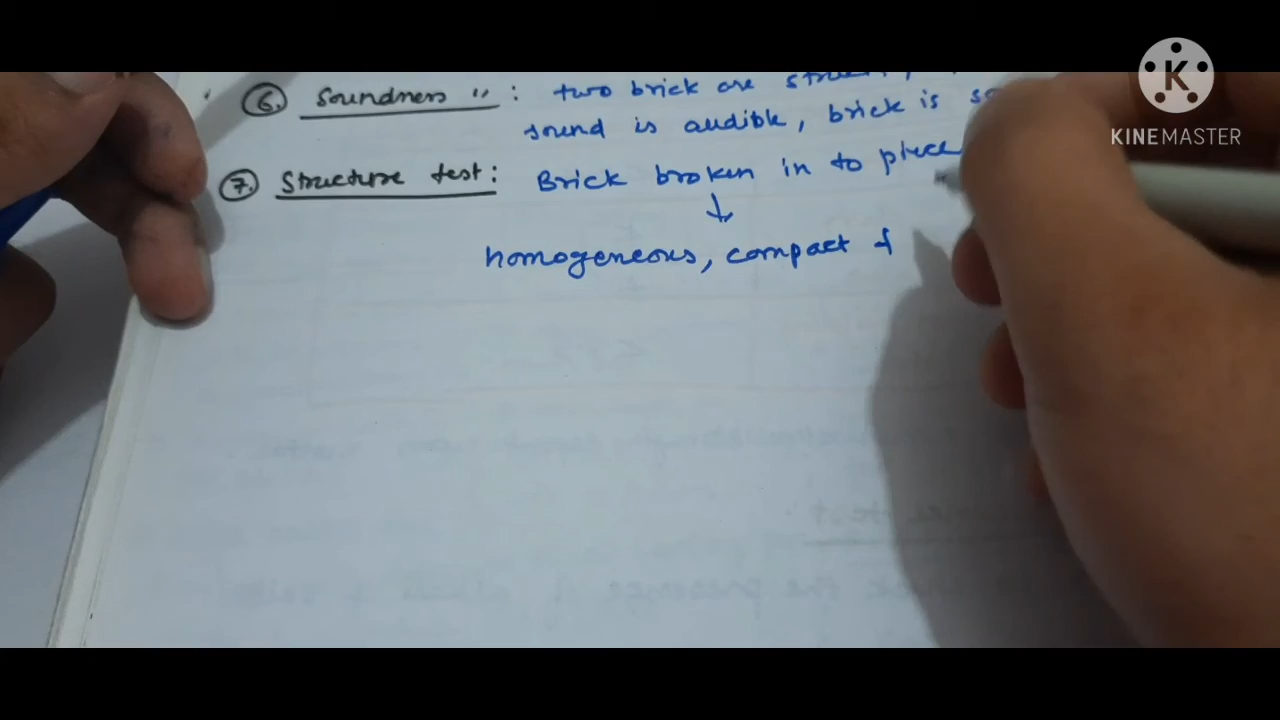 6. Soundness " : two brick are
sound is audible, brick is
7. Structure test: Brick broken in to piece
↓
homogeneous, compact &
K
KINEMASTER